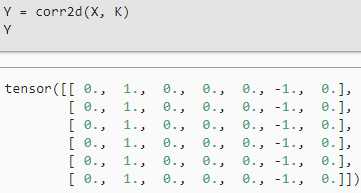 Y = corr2d(X, K)
Y
tensor([[ 0.,  1.,  0.,  0.,  0., -1.,  0.],
        [ 0.,  1.,  0.,  0.,  0., -1.,  0.],
        [ 0.,  1.,  0.,  0.,  0., -1.,  0.],
        [ 0.,  1.,  0.,  0.,  0., -1.,  0.],
        [ 0.,  1.,  0.,  0.,  0., -1.,  0.],
        [ 0.,  1.,  0.,  0.,  0., -1.,  0.]])